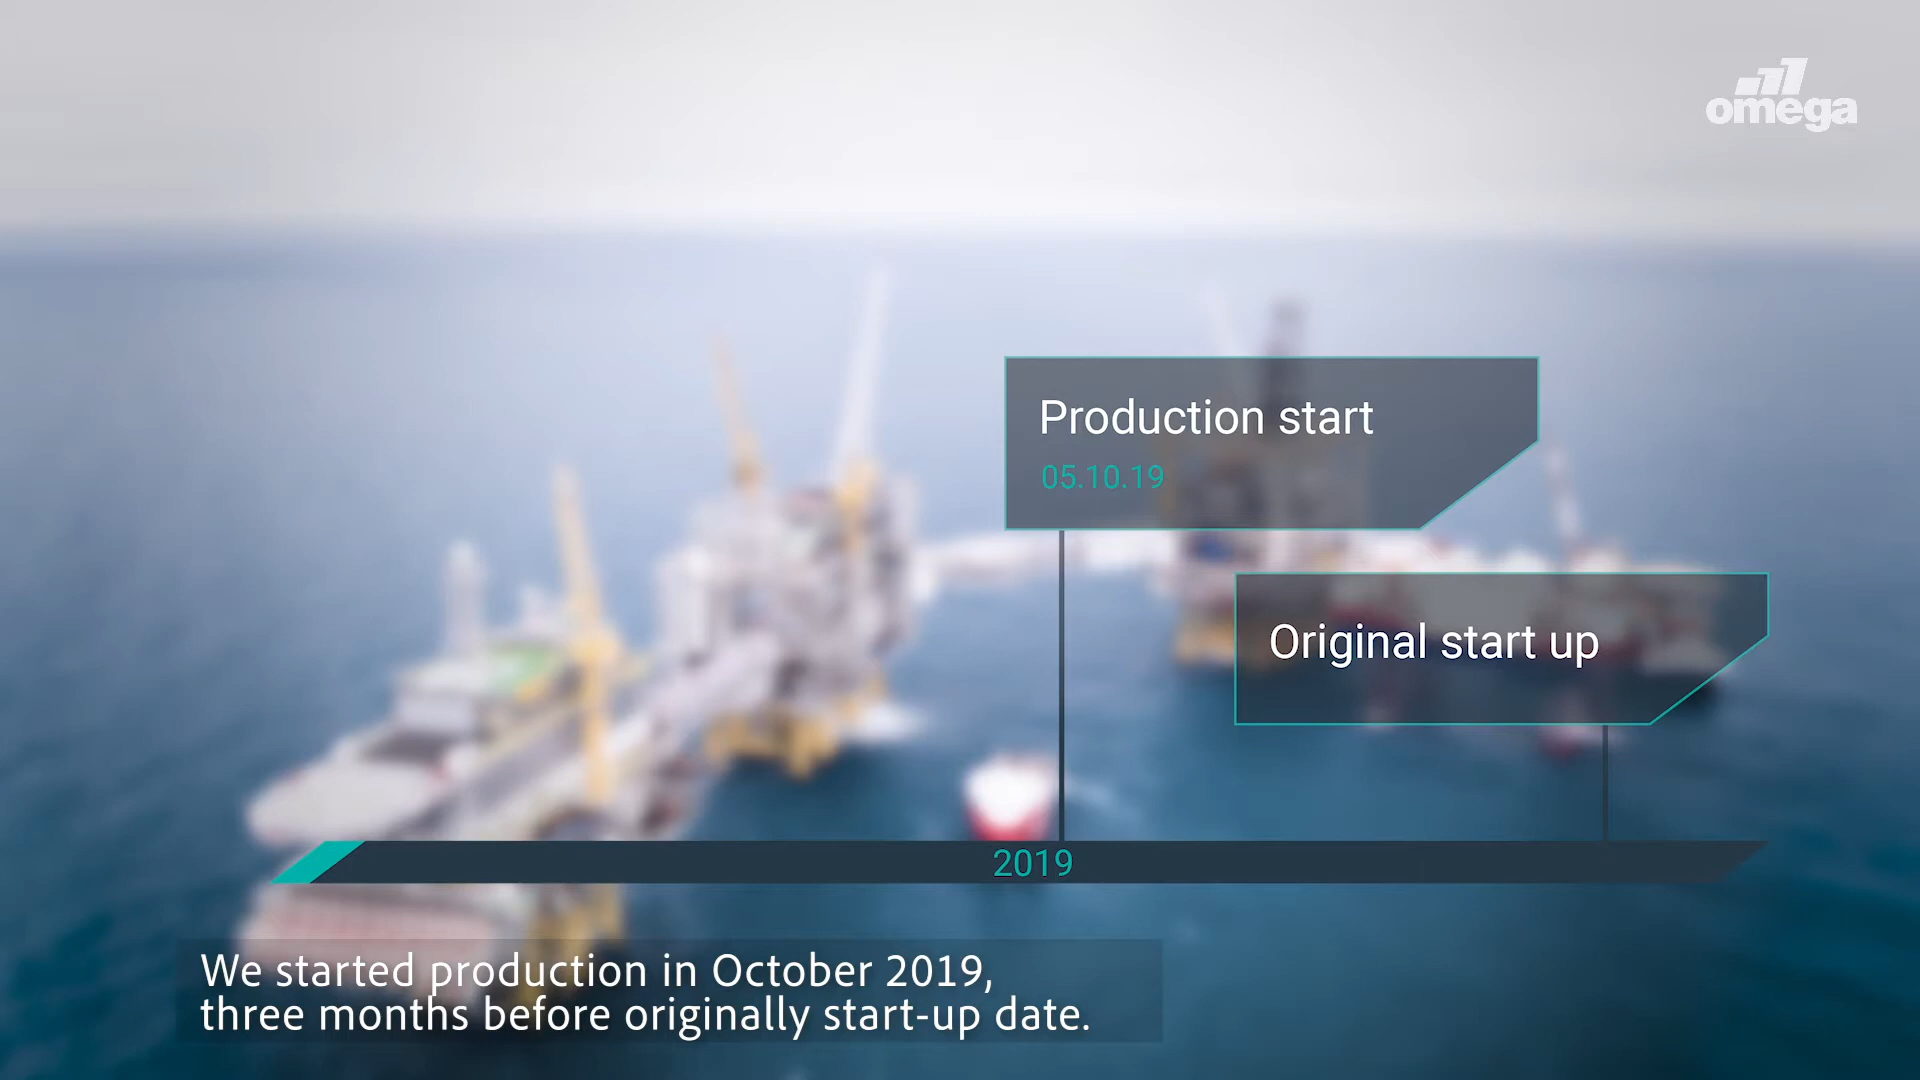 omega
Production start
05.10.19
Original start up
2019
We started production in October 2019,
three months before originally start-up date.